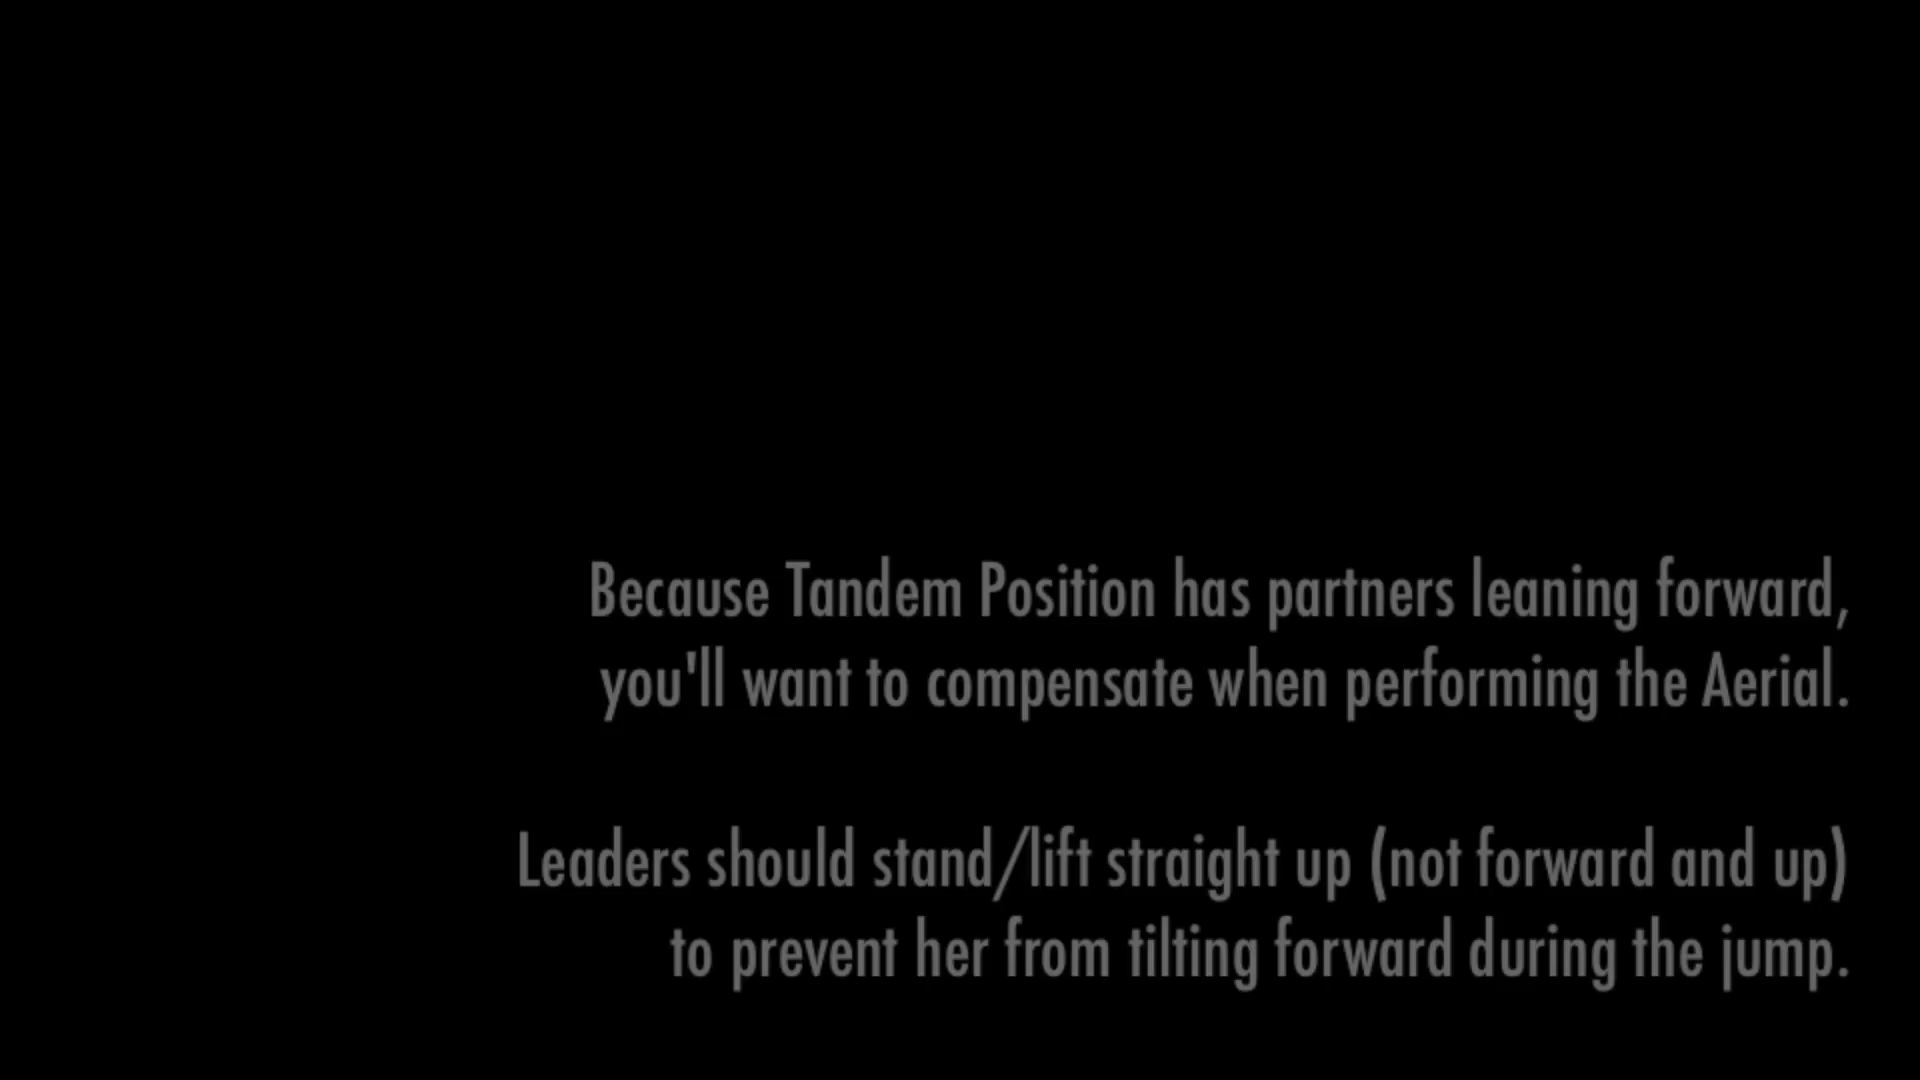 Because Tandem Position has partners leaning forward,
you'll want to compensate when performing the Aerial.
Leaders should stand/lift straight up (not forward and up)
to prevent her from tilting forward during the jump.